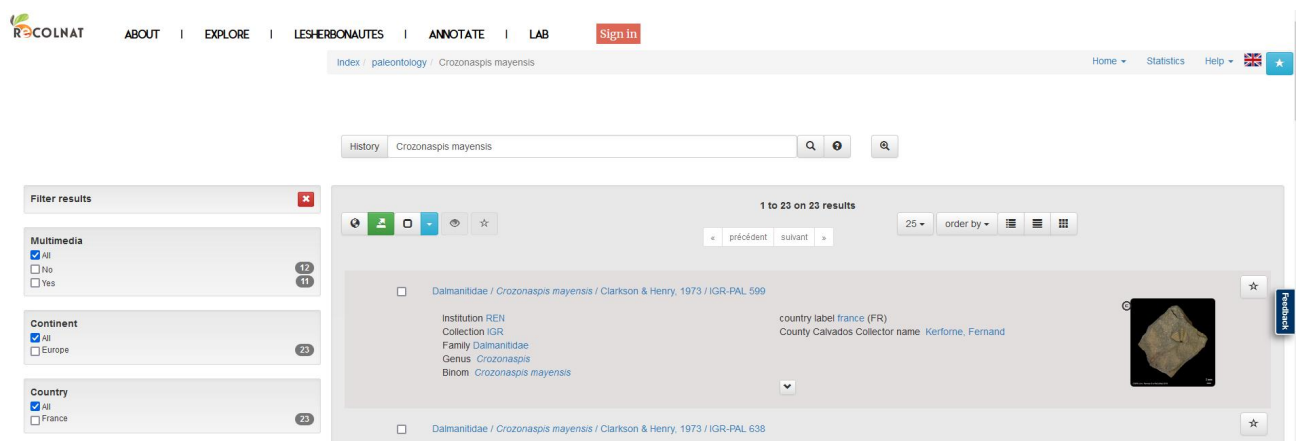 RECOLNAT
ABOUT | EXPLORE | LESHERBONAUTES | ANNOTATE | LAB Sign in
Index / paleontology / Crozonaspis mayensis
Home Statistics Help
History Crozonaspis mayensis
Filter results
Multimedia
All
No 12
Yes 11
Continent
All
Europe 23
Country
All
France 23
1 to 23 on 23 results
25 order by
« précédent suivant »
Dalmanitidae / Crozonaspis mayensis / Clarkson & Henry, 1973 / IGR-PAL 599
Institution REN
Collection IGR
Family Dalmanitidae
Genus Crozonaspis
Binom Crozonaspis mayensis
country label france (FR)
County Calvados Collector name Kerforne, Fernand
Dalmanitidae / Crozonaspis mayensis / Clarkson & Henry, 1973 / IGR-PAL 638
Feedback